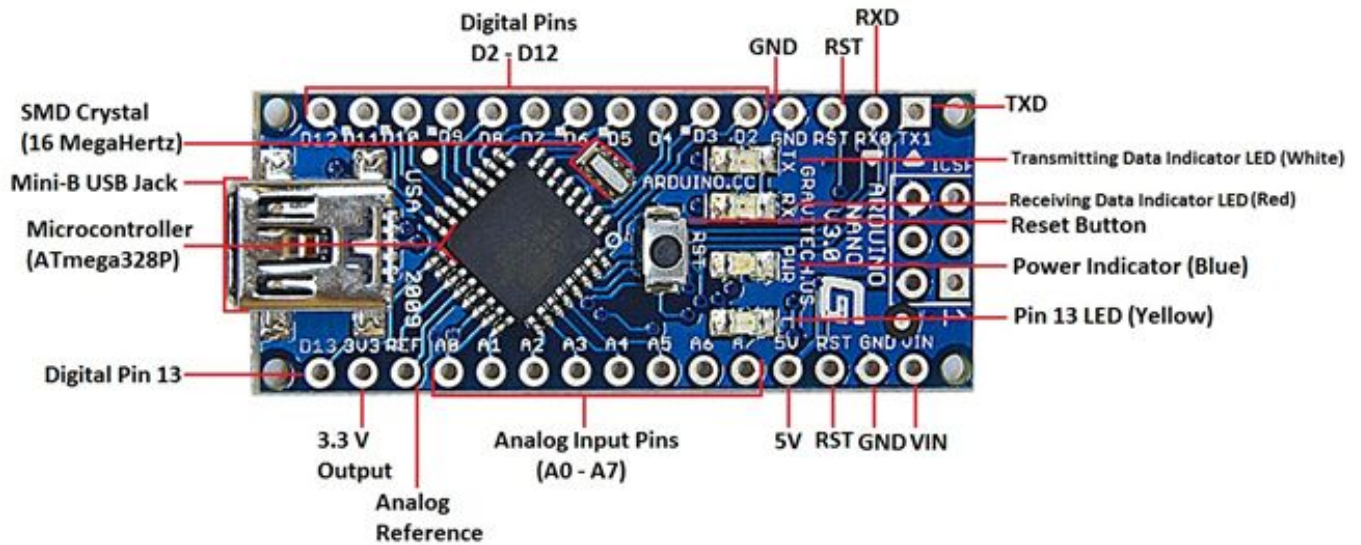 Digital Pins
D2 - D12
RXD
GND
RST
TXD
SMD Crystal
(16 MegaHertz)
Mini-B USB Jack
Microcontroller
(ATmega328P)
Digital Pin 13
D12 D11 D10 D9 D8 D7 D6 D5 D4 D3 D2 GND RST RX0 TX1
ICSP
TX
RX
PWR
L
ARDUINO.CC
RST
USA
2009
GRAVITECH.US
ARDUINO
NANO
V3.0
1
Transmitting Data Indicator LED (White)
Receiving Data Indicator LED (Red)
Reset Button
Power Indicator (Blue)
Pin 13 LED (Yellow)
D13 3V3 REF A0 A1 A2 A3 A4 A5 A6 A7 5V RST GND VIN
3.3 V
Output
Analog
Reference
Analog Input Pins
(A0 - A7)
5V
RST
GND
VIN